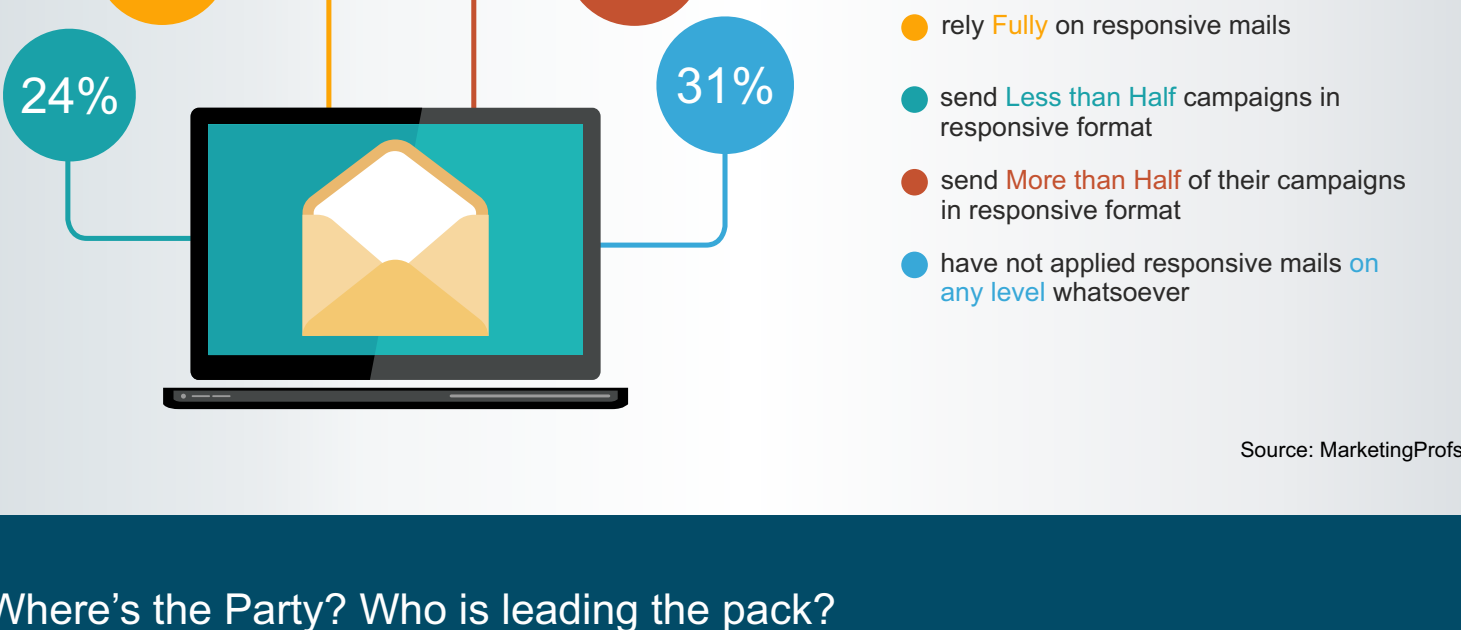 24%
31%
rely Fully on responsive mails
send Less than Half campaigns in
responsive format
send More than Half of their campaigns
in responsive format
have not applied responsive mails on
any level whatsoever
Source: MarketingProfs
Where's the Party? Who is leading the pack?